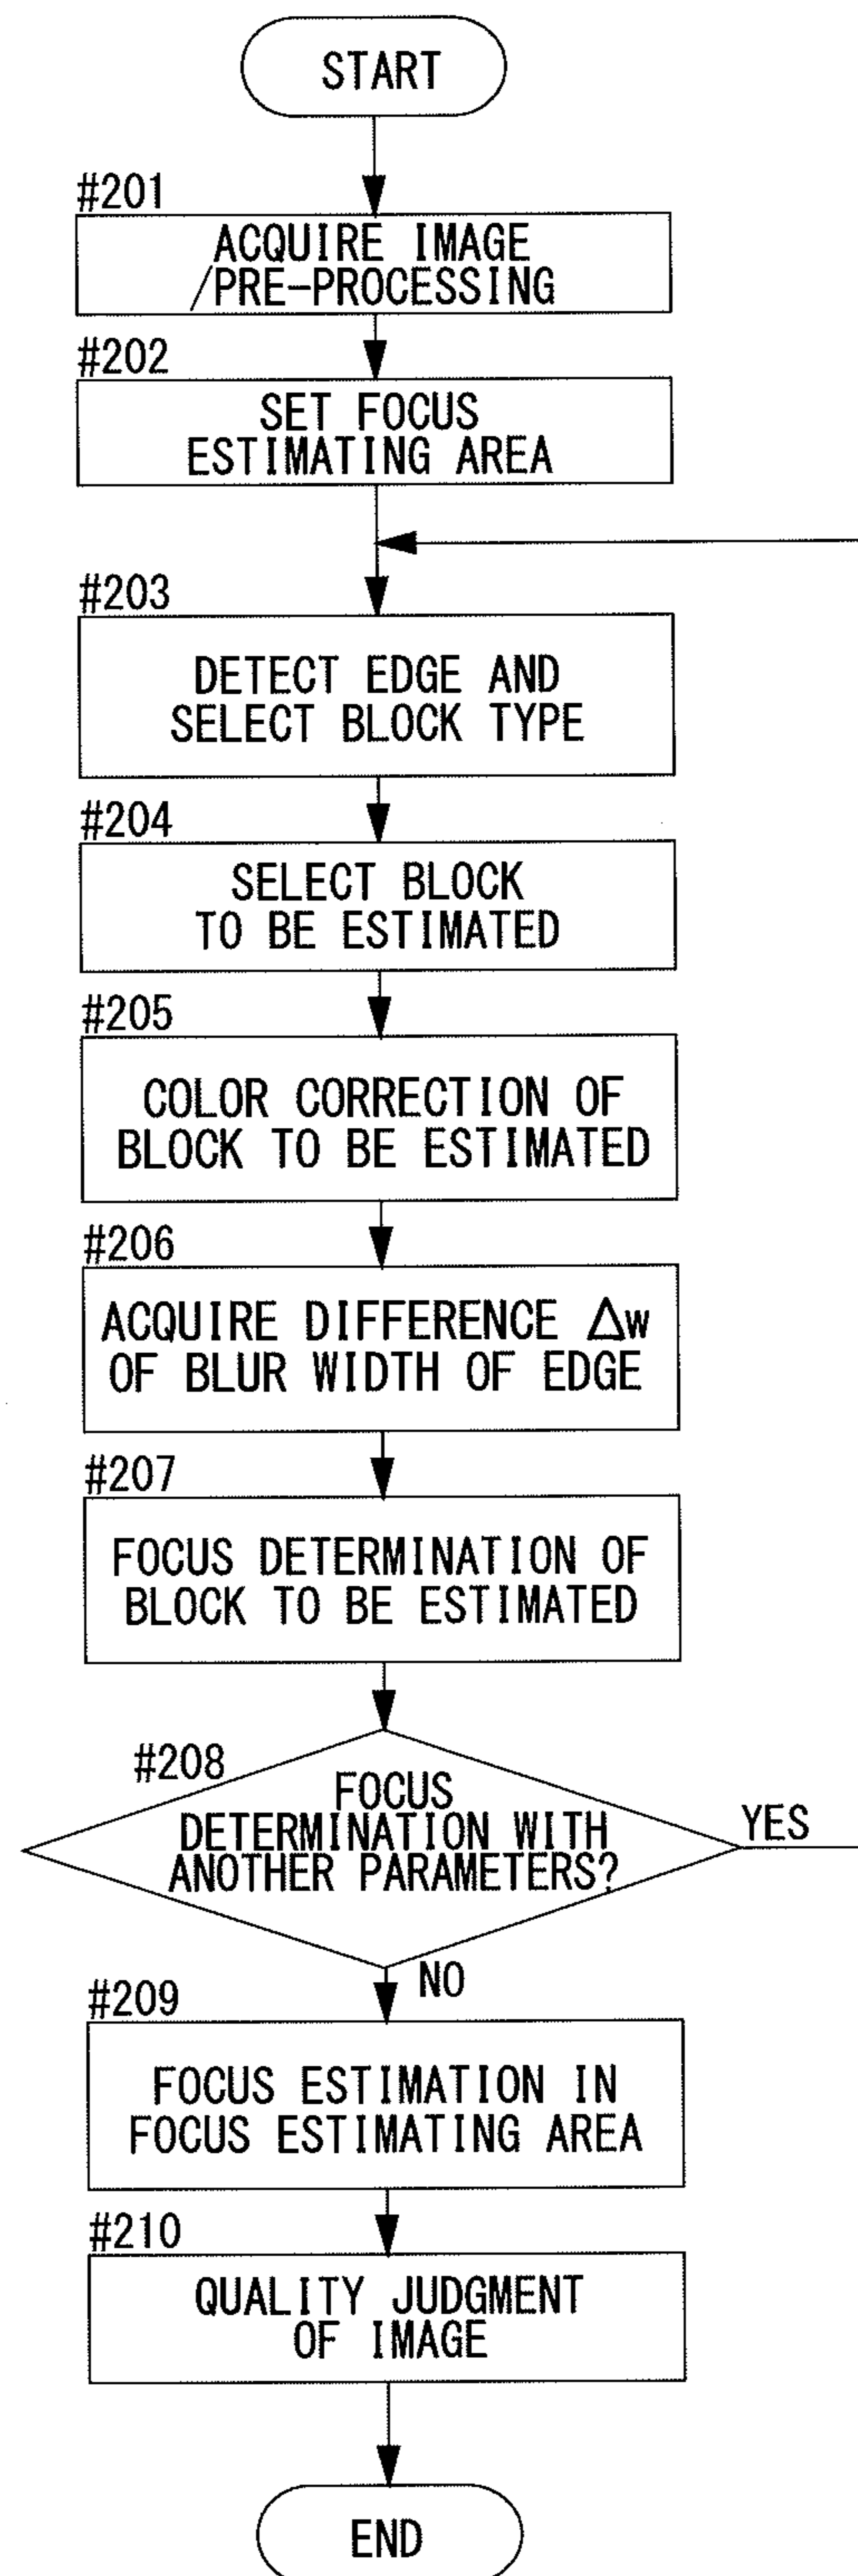 START
#201
ACQUIRE IMAGE
/PRE-PROCESSING
#202
SET FOCUS
ESTIMATING AREA
#203
DETECT EDGE AND
SELECT BLOCK TYPE
#204
SELECT BLOCK
TO BE ESTIMATED
#205
COLOR CORRECTION OF
BLOCK TO BE ESTIMATED
#206
ACQUIRE DIFFERENCE Δw
OF BLUR WIDTH OF EDGE
#207
FOCUS DETERMINATION OF
BLOCK TO BE ESTIMATED
#208
FOCUS
DETERMINATION WITH
ANOTHER PARAMETERS?
YES
NO
#209
FOCUS ESTIMATION IN
FOCUS ESTIMATING AREA
#210
QUALITY JUDGMENT
OF IMAGE
END